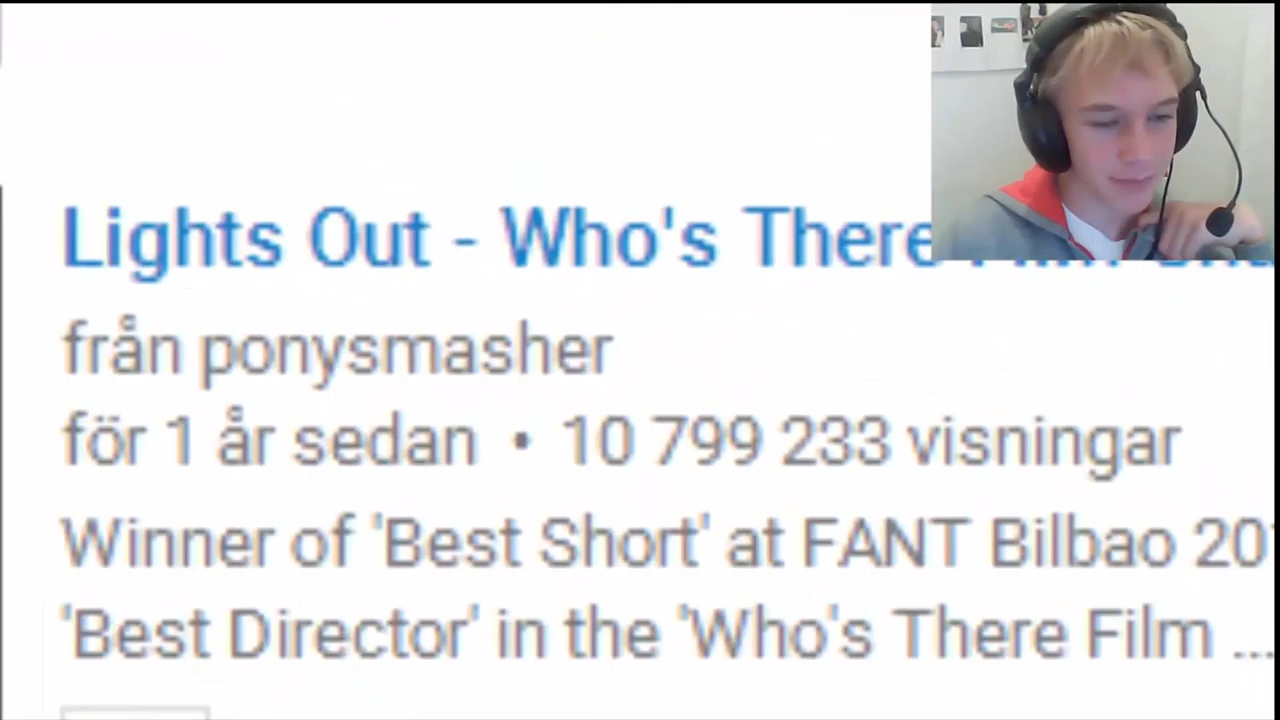 Lights Out - Who's There
från ponysmasher
för 1 år sedan • 10 799 233 visningar
Winner of 'Best Short' at FANT Bilbao
'Best Director' in the 'Who's There Film ...